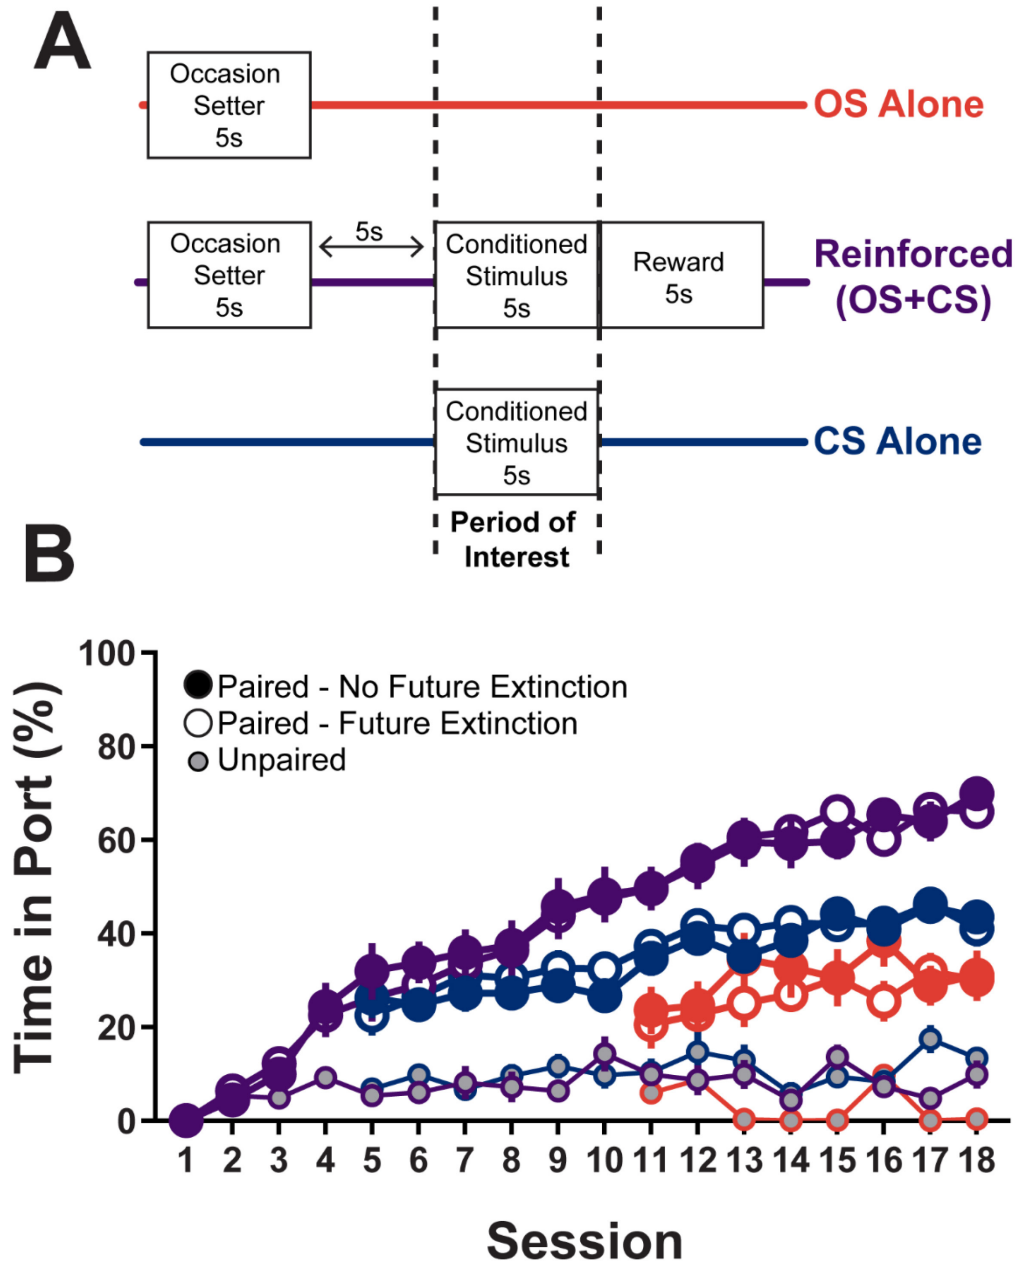 A
Occasion
Setter
5s
OS Alone
Occasion
Setter
5s
5s
Conditioned
Stimulus
5s
Reward
5s
Reinforced
(OS+CS)
Conditioned
Stimulus
5s
CS Alone
Period of
Interest
B
Time in Port (%)
100
80
60
40
20
0
Paired - No Future Extinction
Paired - Future Extinction
Unpaired
1 2 3 4 5 6 7 8 9 10 11 12 13 14 15 16 17 18
Session